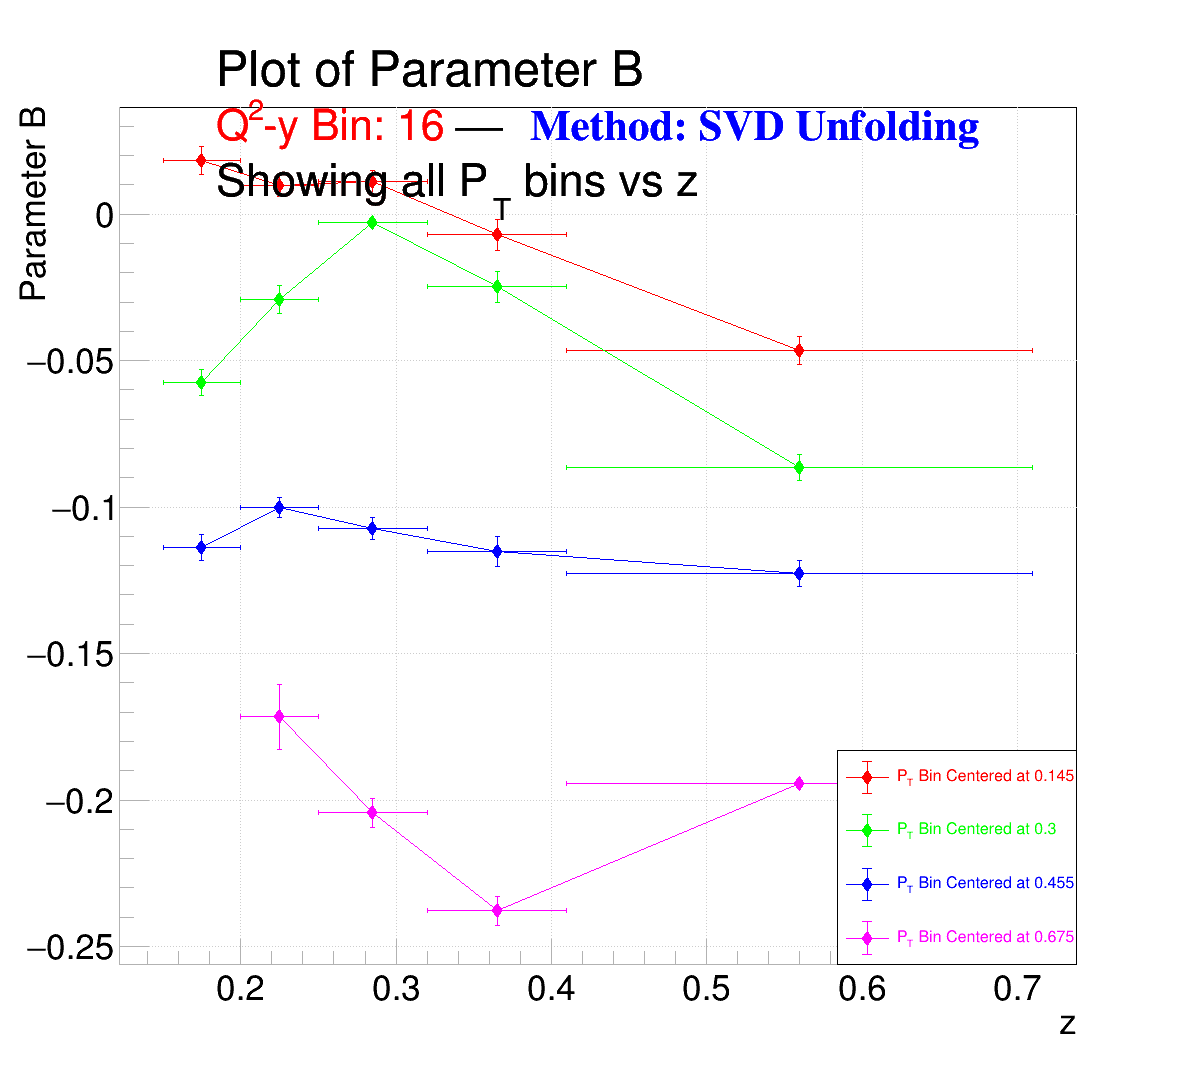 Plot of Parameter B
Q2-y Bin: 16 — Method: SVD Unfolding
Showing all PT bins vs z
Parameter B
0
−0.05
−0.1
−0.15
−0.2
−0.25
PT Bin Centered at 0.145
PT Bin Centered at 0.3
PT Bin Centered at 0.455
PT Bin Centered at 0.675
0.2 0.3 0.4 0.5 0.6 0.7
z